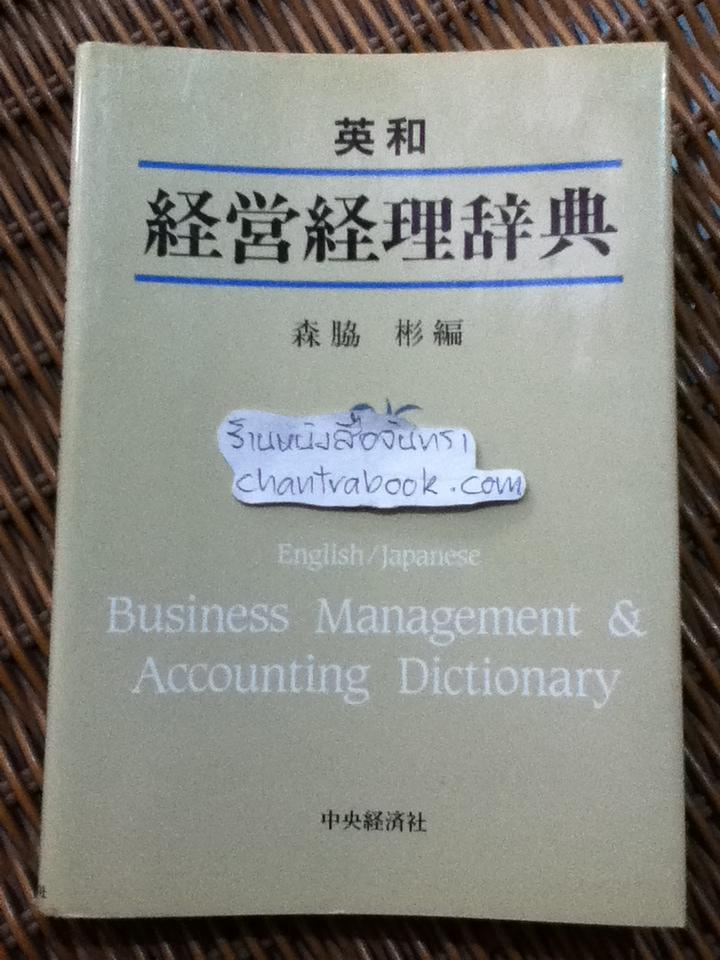 英和
経営経理辞典
森脇 彬編
ร้านหนังสือจันทรา
chantrabook.com
English/Japanese
Business Management &
Accounting Dictionary
中央経済社
社